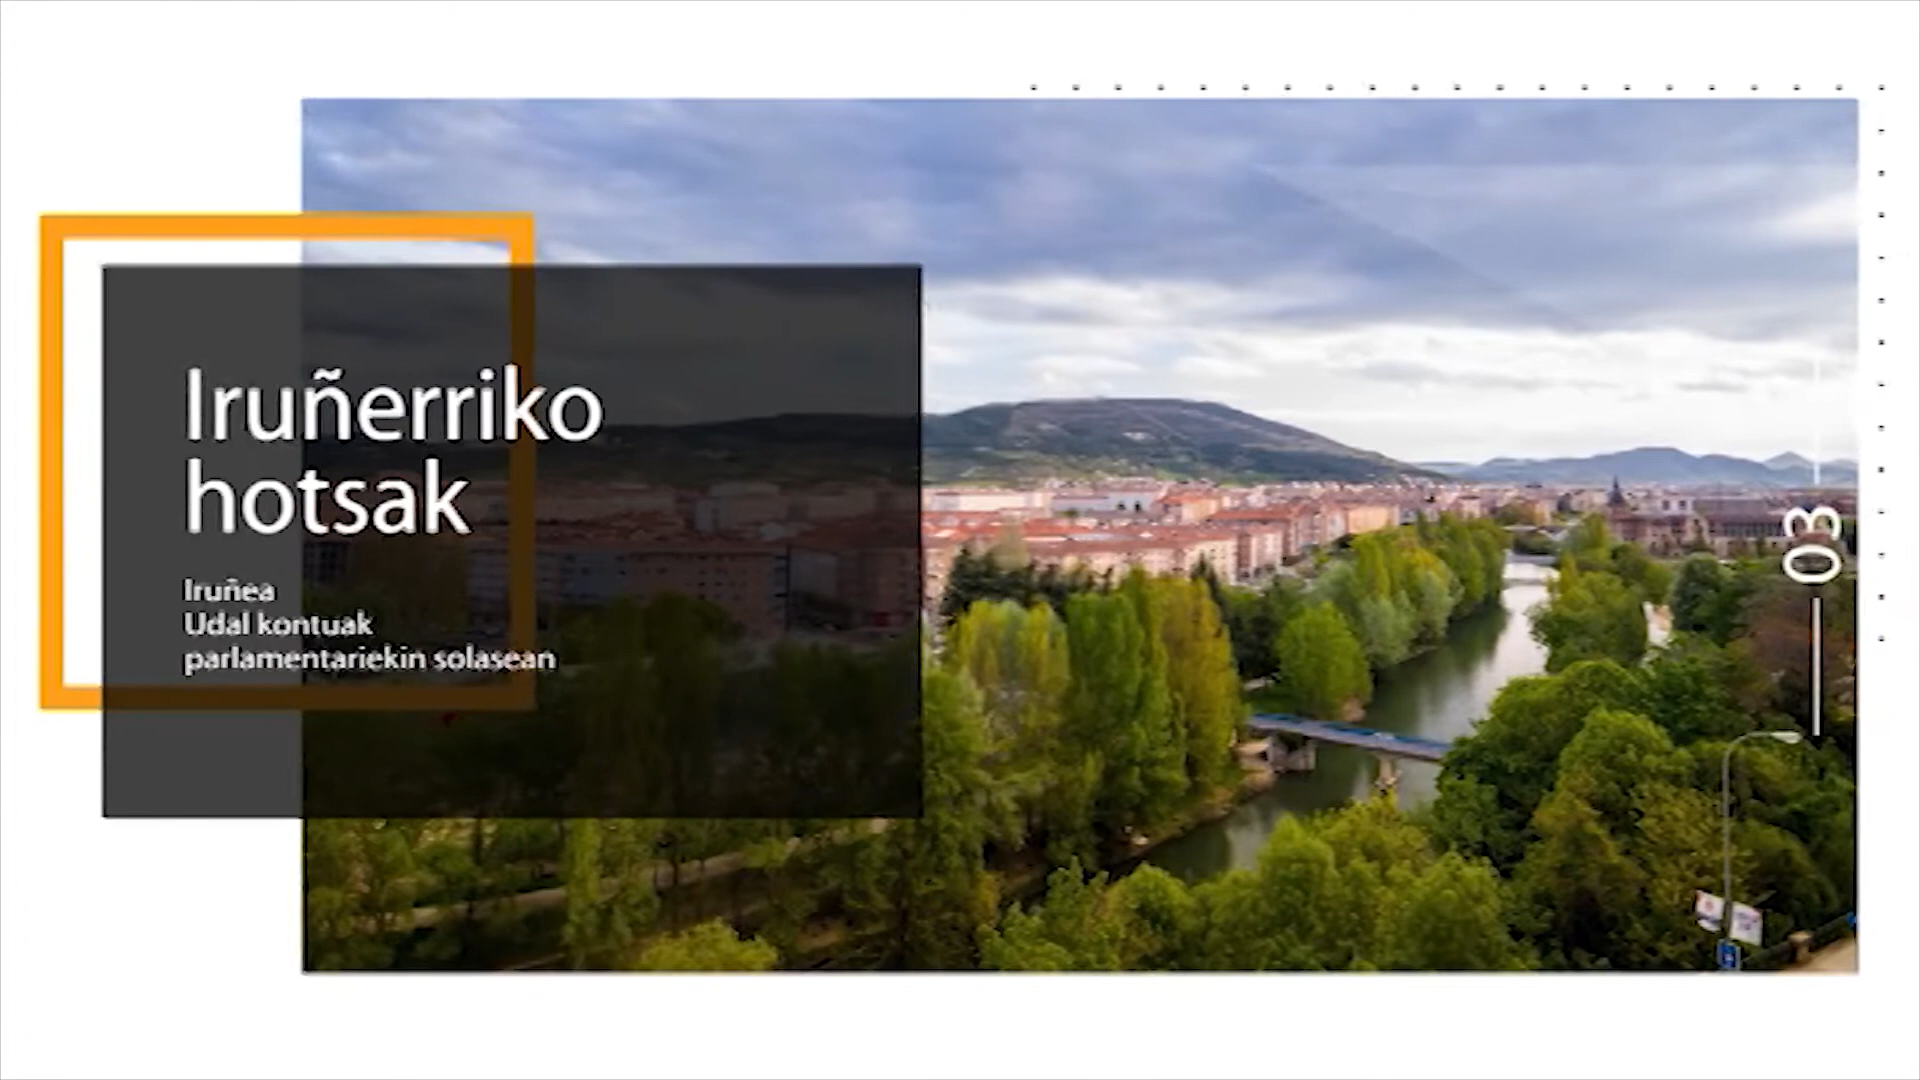 Iruñerriko
hotsak
Iruñea
Udal kontuak
parlamentariekin solasean
03